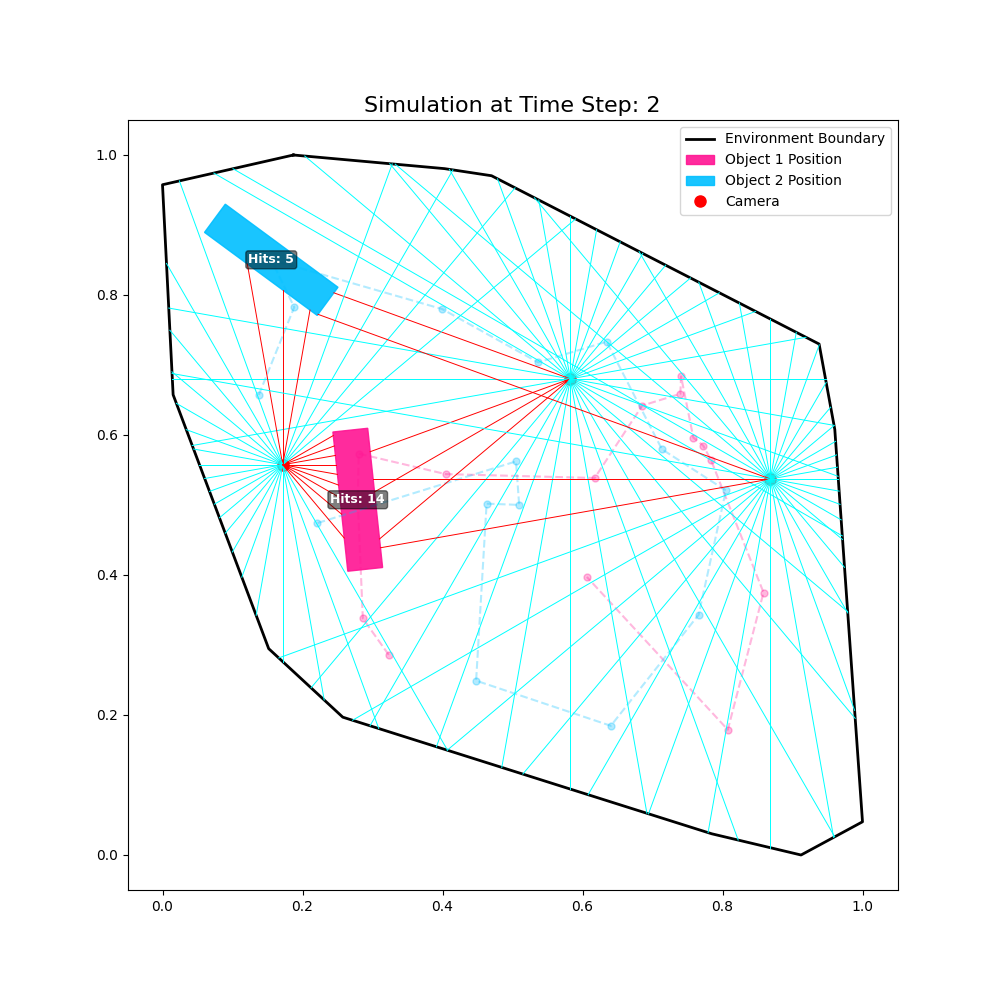 Simulation at Time Step: 2
Environment Boundary
Object 1 Position
Object 2 Position
Camera
1.0
0.8
0.6
0.4
0.2
0.0
Hits: 5
Hits: 14
0.0 0.2 0.4 0.6 0.8 1.0